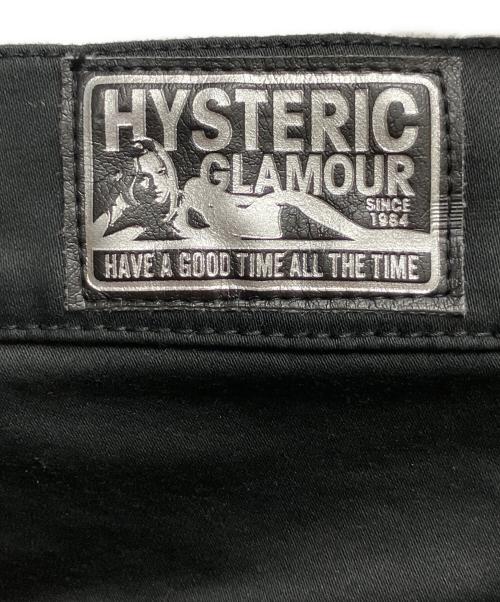 HYSTERIC
GLAMOUR
SINCE
1984
HAVE A GOOD TIME ALL THE TIME